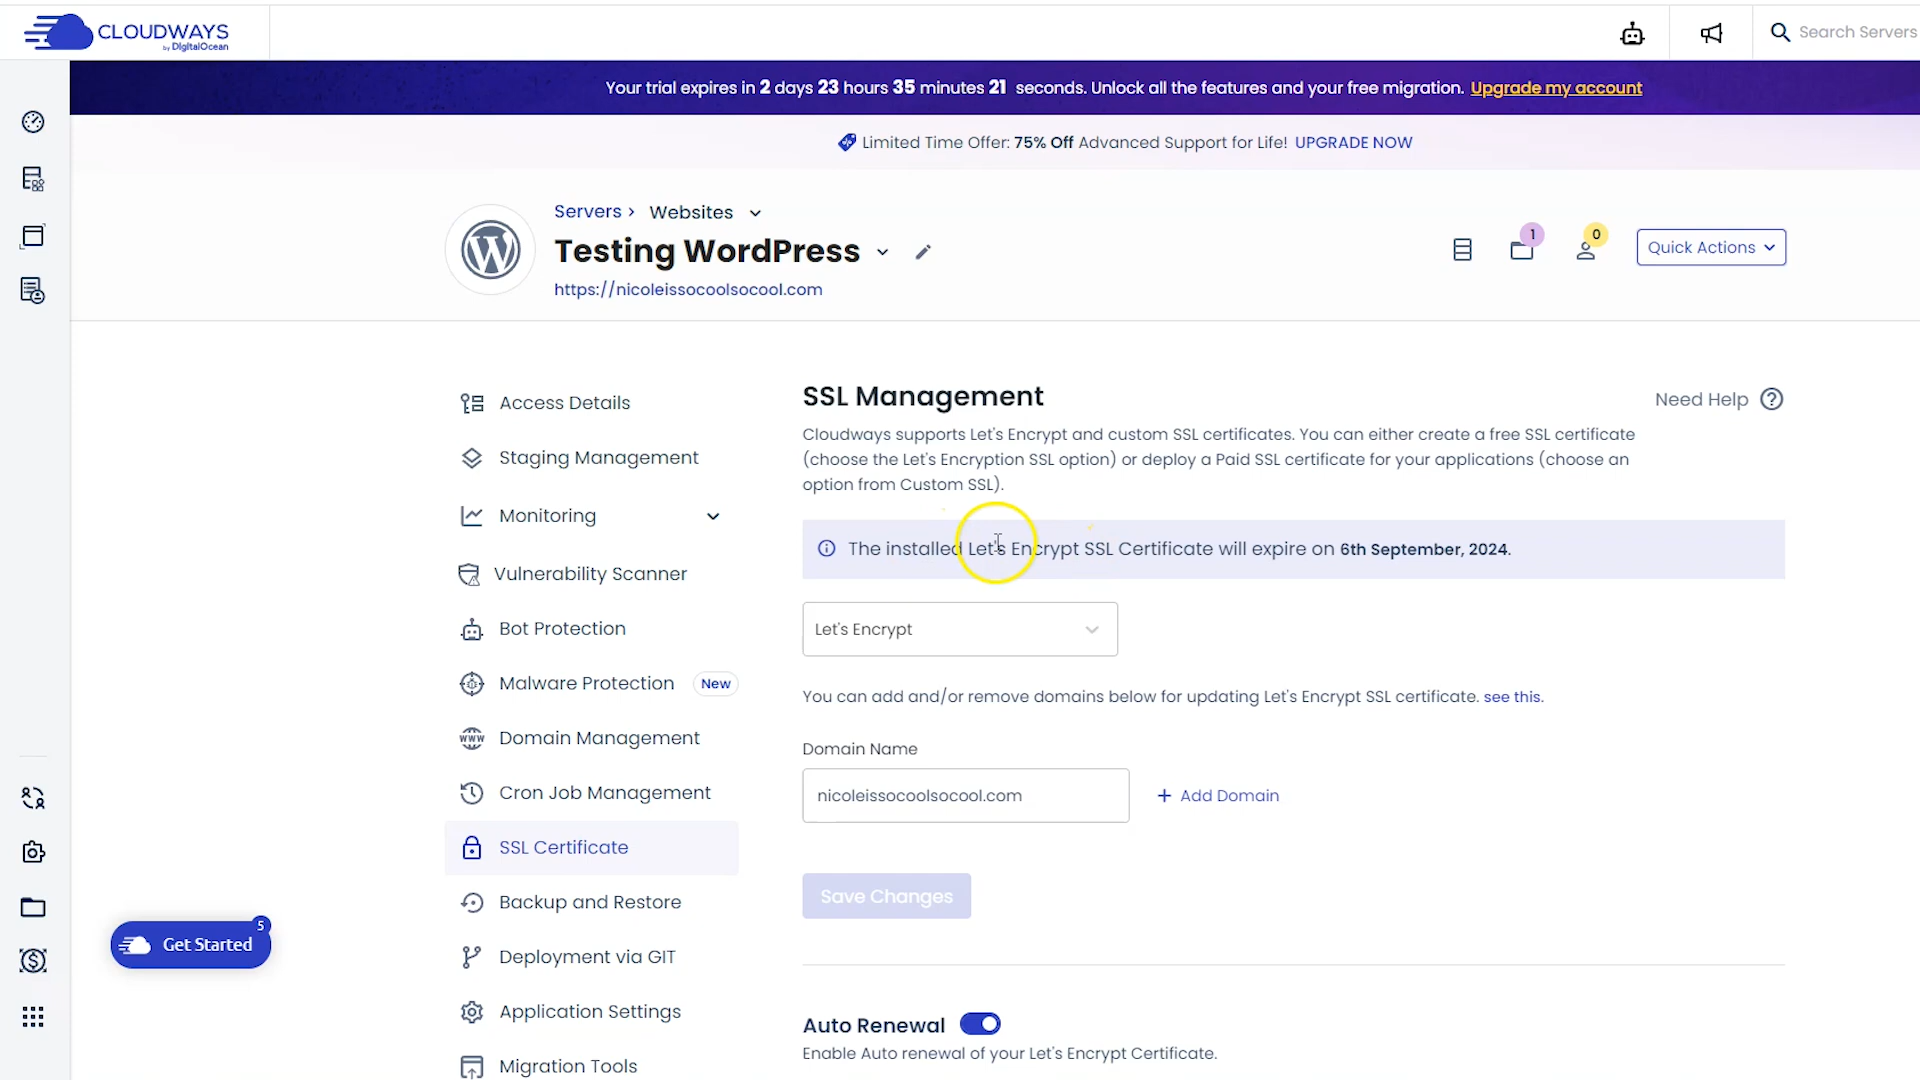 CLOUDWAYS
by DigitalOcean
Search Servers
Your trial expires in 2 days 23 hours 35 minutes 21 seconds. Unlock all the features and your free migration. Upgrade my account
Limited Time Offer: 75% Off Advanced Support for Life! UPGRADE NOW
Servers › Websites
Testing WordPress
https://nicoleissocoolsocool.com
1
0
Quick Actions
Access Details
Staging Management
Monitoring
Vulnerability Scanner
Bot Protection
Malware Protection New
Domain Management
Cron Job Management
SSL Certificate
Backup and Restore
Deployment via GIT
Application Settings
Migration Tools
SSL Management
Need Help
Cloudways supports Let's Encrypt and custom SSL certificates. You can either create a free SSL certificate
(choose the Let's Encryption SSL option) or deploy a Paid SSL certificate for your applications (choose an
option from Custom SSL).
The installed Let's Encrypt SSL Certificate will expire on 6th September, 2024.
Let's Encrypt
You can add and/or remove domains below for updating Let's Encrypt SSL certificate. see this.
Domain Name
nicoleissocoolsocool.com
+ Add Domain
Save Changes
Auto Renewal
Enable Auto renewal of your Let's Encrypt Certificate.
Get Started
5